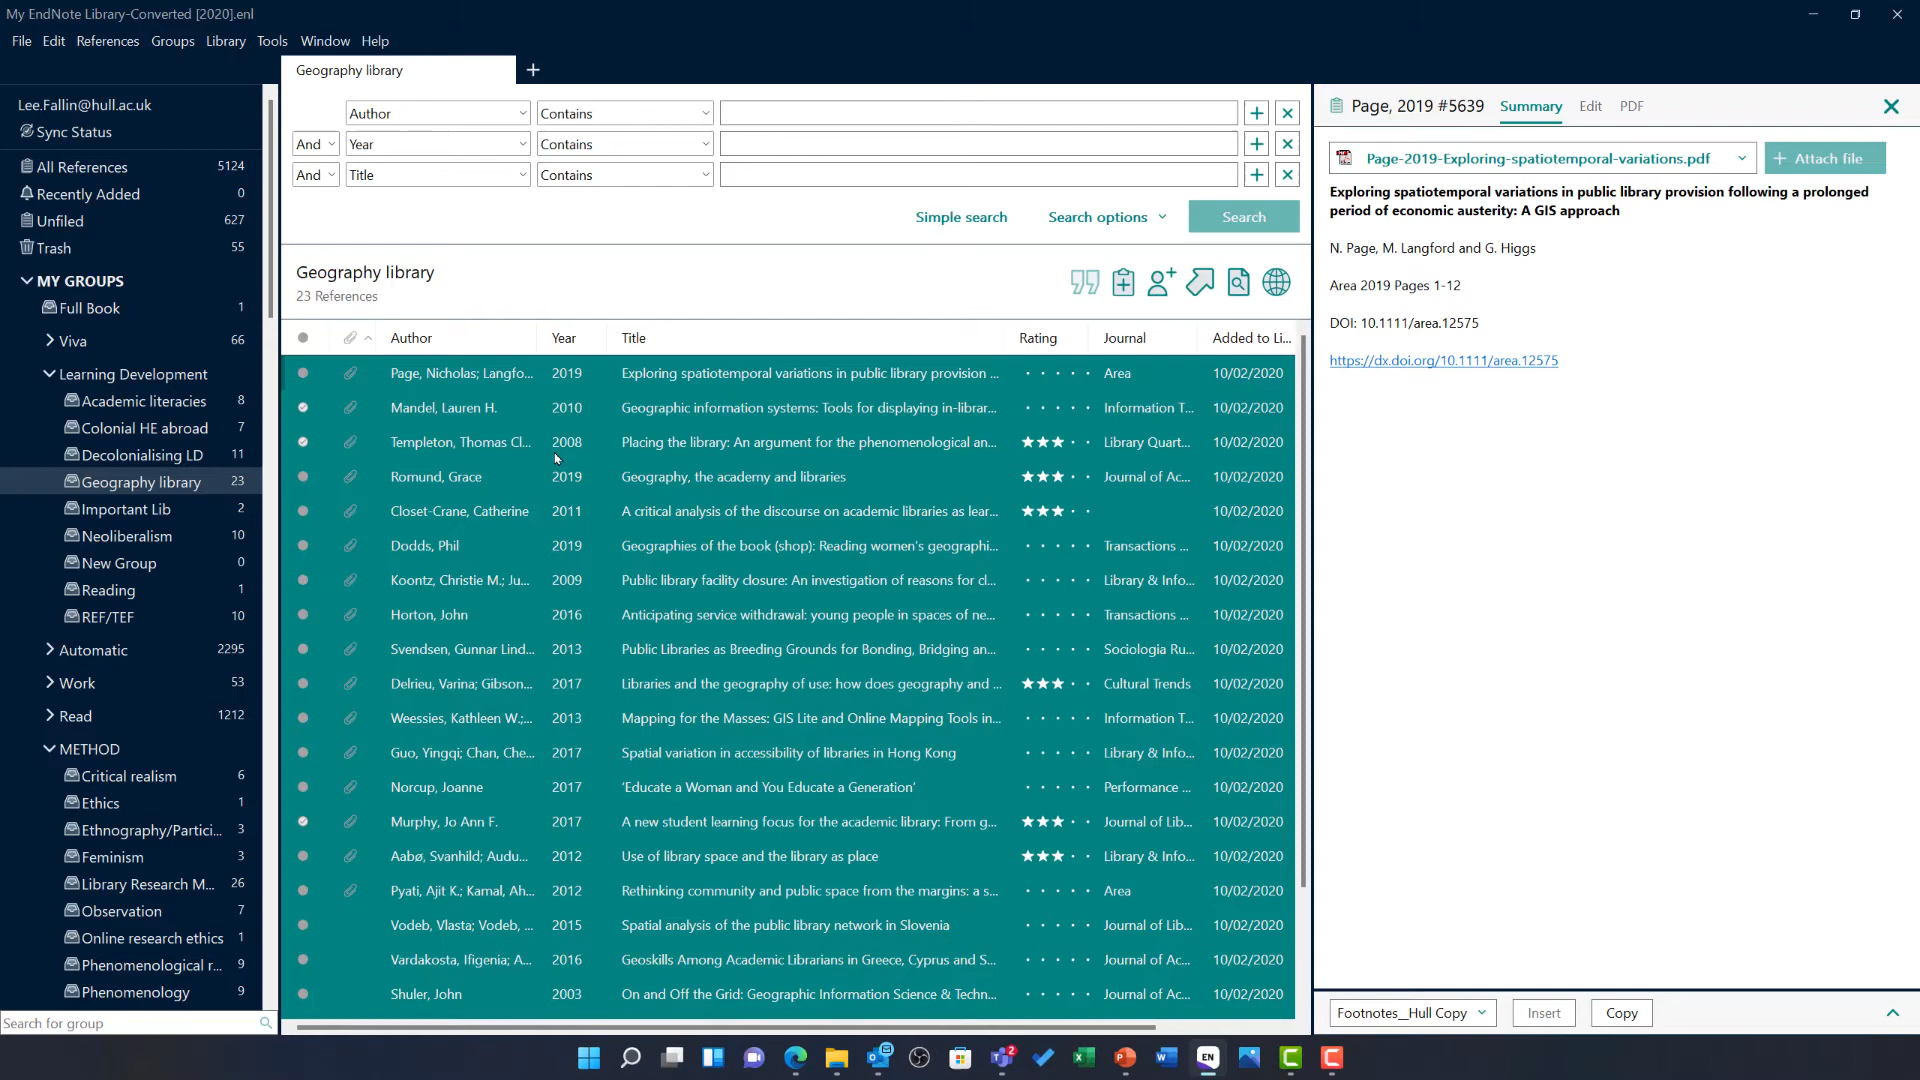 My EndNote Library-Converted [2020].enl
File Edit References Groups Library Tools Window Help
Geography library
Lee.Fallin@hull.ac.uk
Sync Status
All References 5124
Recently Added 0
Unfiled 627
Trash 55
MY GROUPS
Full Book 1
Viva 66
Learning Development
Academic literacies 8
Colonial HE abroad 7
Decolonialising LD 11
Geography library 23
Important Lib 2
Neoliberalism 10
New Group 0
Reading 1
REF/TEF 10
Automatic 2295
Work 53
Read 1212
METHOD
Critical realism 6
Ethics 1
Ethnography/Partici... 3
Feminism 3
Library Research M... 26
Observation 7
Online research ethics 1
Phenomenological r... 9
Phenomenology 9
Search for group
Author Contains
And Year Contains
And Title Contains
Simple search Search options Search
Geography library
23 References
Author Year Title Rating Journal Added to Li...
Page, Nicholas; Langfo... 2019 Exploring spatiotemporal variations in public library provision ... Area 10/02/2020
Mandel, Lauren H. 2010 Geographic information systems: Tools for displaying in-librar... Information T... 10/02/2020
Templeton, Thomas Cl... 2008 Placing the library: An argument for the phenomenological an... ★★★ Library Quart... 10/02/2020
Romund, Grace 2019 Geography, the academy and libraries ★★★ Journal of Ac... 10/02/2020
Closet-Crane, Catherine 2011 A critical analysis of the discourse on academic libraries as lear... ★★★ 10/02/2020
Dodds, Phil 2019 Geographies of the book (shop): Reading women's geographi... Transactions ... 10/02/2020
Koontz, Christie M.; Ju... 2009 Public library facility closure: An investigation of reasons for cl... Library & Info... 10/02/2020
Horton, John 2016 Anticipating service withdrawal: young people in spaces of ne... Transactions ... 10/02/2020
Svendsen, Gunnar Lind... 2013 Public Libraries as Breeding Grounds for Bonding, Bridging an... Sociologia Ru... 10/02/2020
Delrieu, Varina; Gibson... 2017 Libraries and the geography of use: how does geography and ... ★★★ Cultural Trends 10/02/2020
Weessies, Kathleen W.;... 2013 Mapping for the Masses: GIS Lite and Online Mapping Tools in... Information T... 10/02/2020
Guo, Yingqi; Chan, Che... 2017 Spatial variation in accessibility of libraries in Hong Kong Library & Info... 10/02/2020
Norcup, Joanne 2017 ‘Educate a Woman and You Educate a Generation’ Performance ... 10/02/2020
Murphy, Jo Ann F. 2017 A new student learning focus for the academic library: From g... ★★★ Journal of Lib... 10/02/2020
Aabø, Svanhild; Audu... 2012 Use of library space and the library as place ★★★ Library & Info... 10/02/2020
Pyati, Ajit K.; Kamal, Ah... 2012 Rethinking community and public space from the margins: a s... Area 10/02/2020
Vodeb, Vlasta; Vodeb, ... 2015 Spatial analysis of the public library network in Slovenia Journal of Lib... 10/02/2020
Vardakosta, Ifigenia; A... 2016 Geoskills Among Academic Librarians in Greece, Cyprus and S... Journal of Ac... 10/02/2020
Shuler, John 2003 On and Off the Grid: Geographic Information Science & Techn... Journal of Ac... 10/02/2020
Page, 2019 #5639 Summary Edit PDF
Page-2019-Exploring-spatiotemporal-variations.pdf + Attach file
Exploring spatiotemporal variations in public library provision following a prolonged
period of economic austerity: A GIS approach
N. Page, M. Langford and G. Higgs
Area 2019 Pages 1-12
DOI: 10.1111/area.12575
https://dx.doi.org/10.1111/area.12575
Footnotes__Hull Copy Insert Copy
2
EN